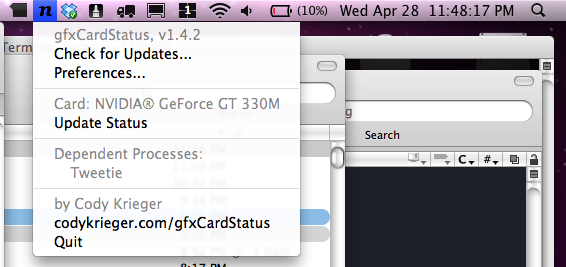 n
1
(10%)
Wed Apr 28
11:48:17 PM
Term
gfxCardStatus, v1.4.2
Check for Updates...
Preferences...
Card: NVIDIA® GeForce GT 330M
Update Status
Dependent Processes:
Tweetie
by Cody Krieger
codykrieger.com/gfxCardStatus
Quit
8:17 PM
g
Search
C
#